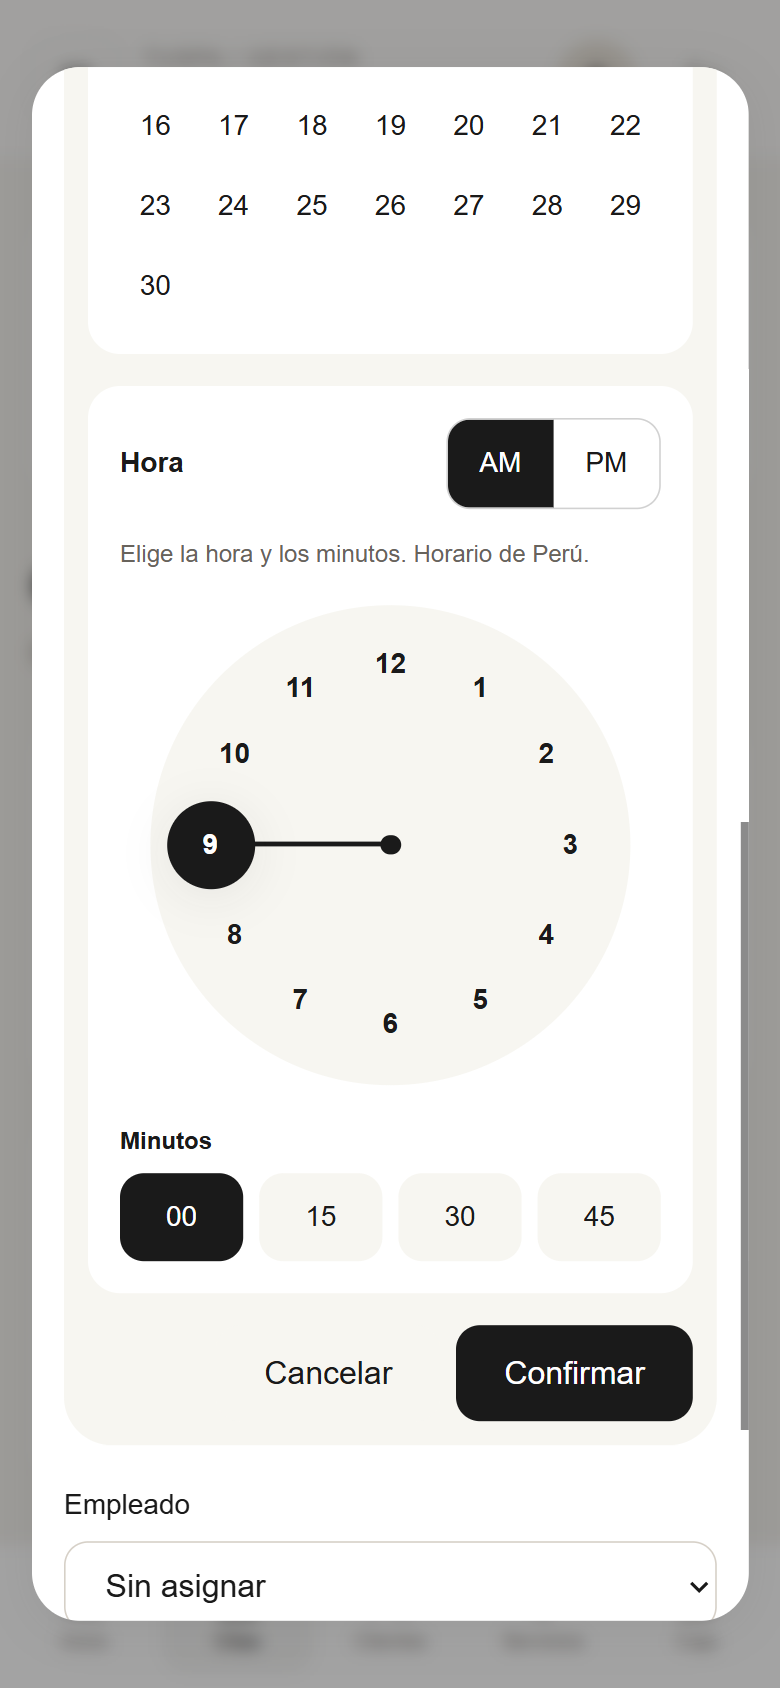 16 17 18 19 20 21 22
23 24 25 26 27 28 29
30
Hora AM PM
Elige la hora y los minutos. Horario de Perú.
12
11 1
10 2
9 3
8 4
7 5
6
Minutos
00 15 30 45
Cancelar Confirmar
Empleado
Sin asignar